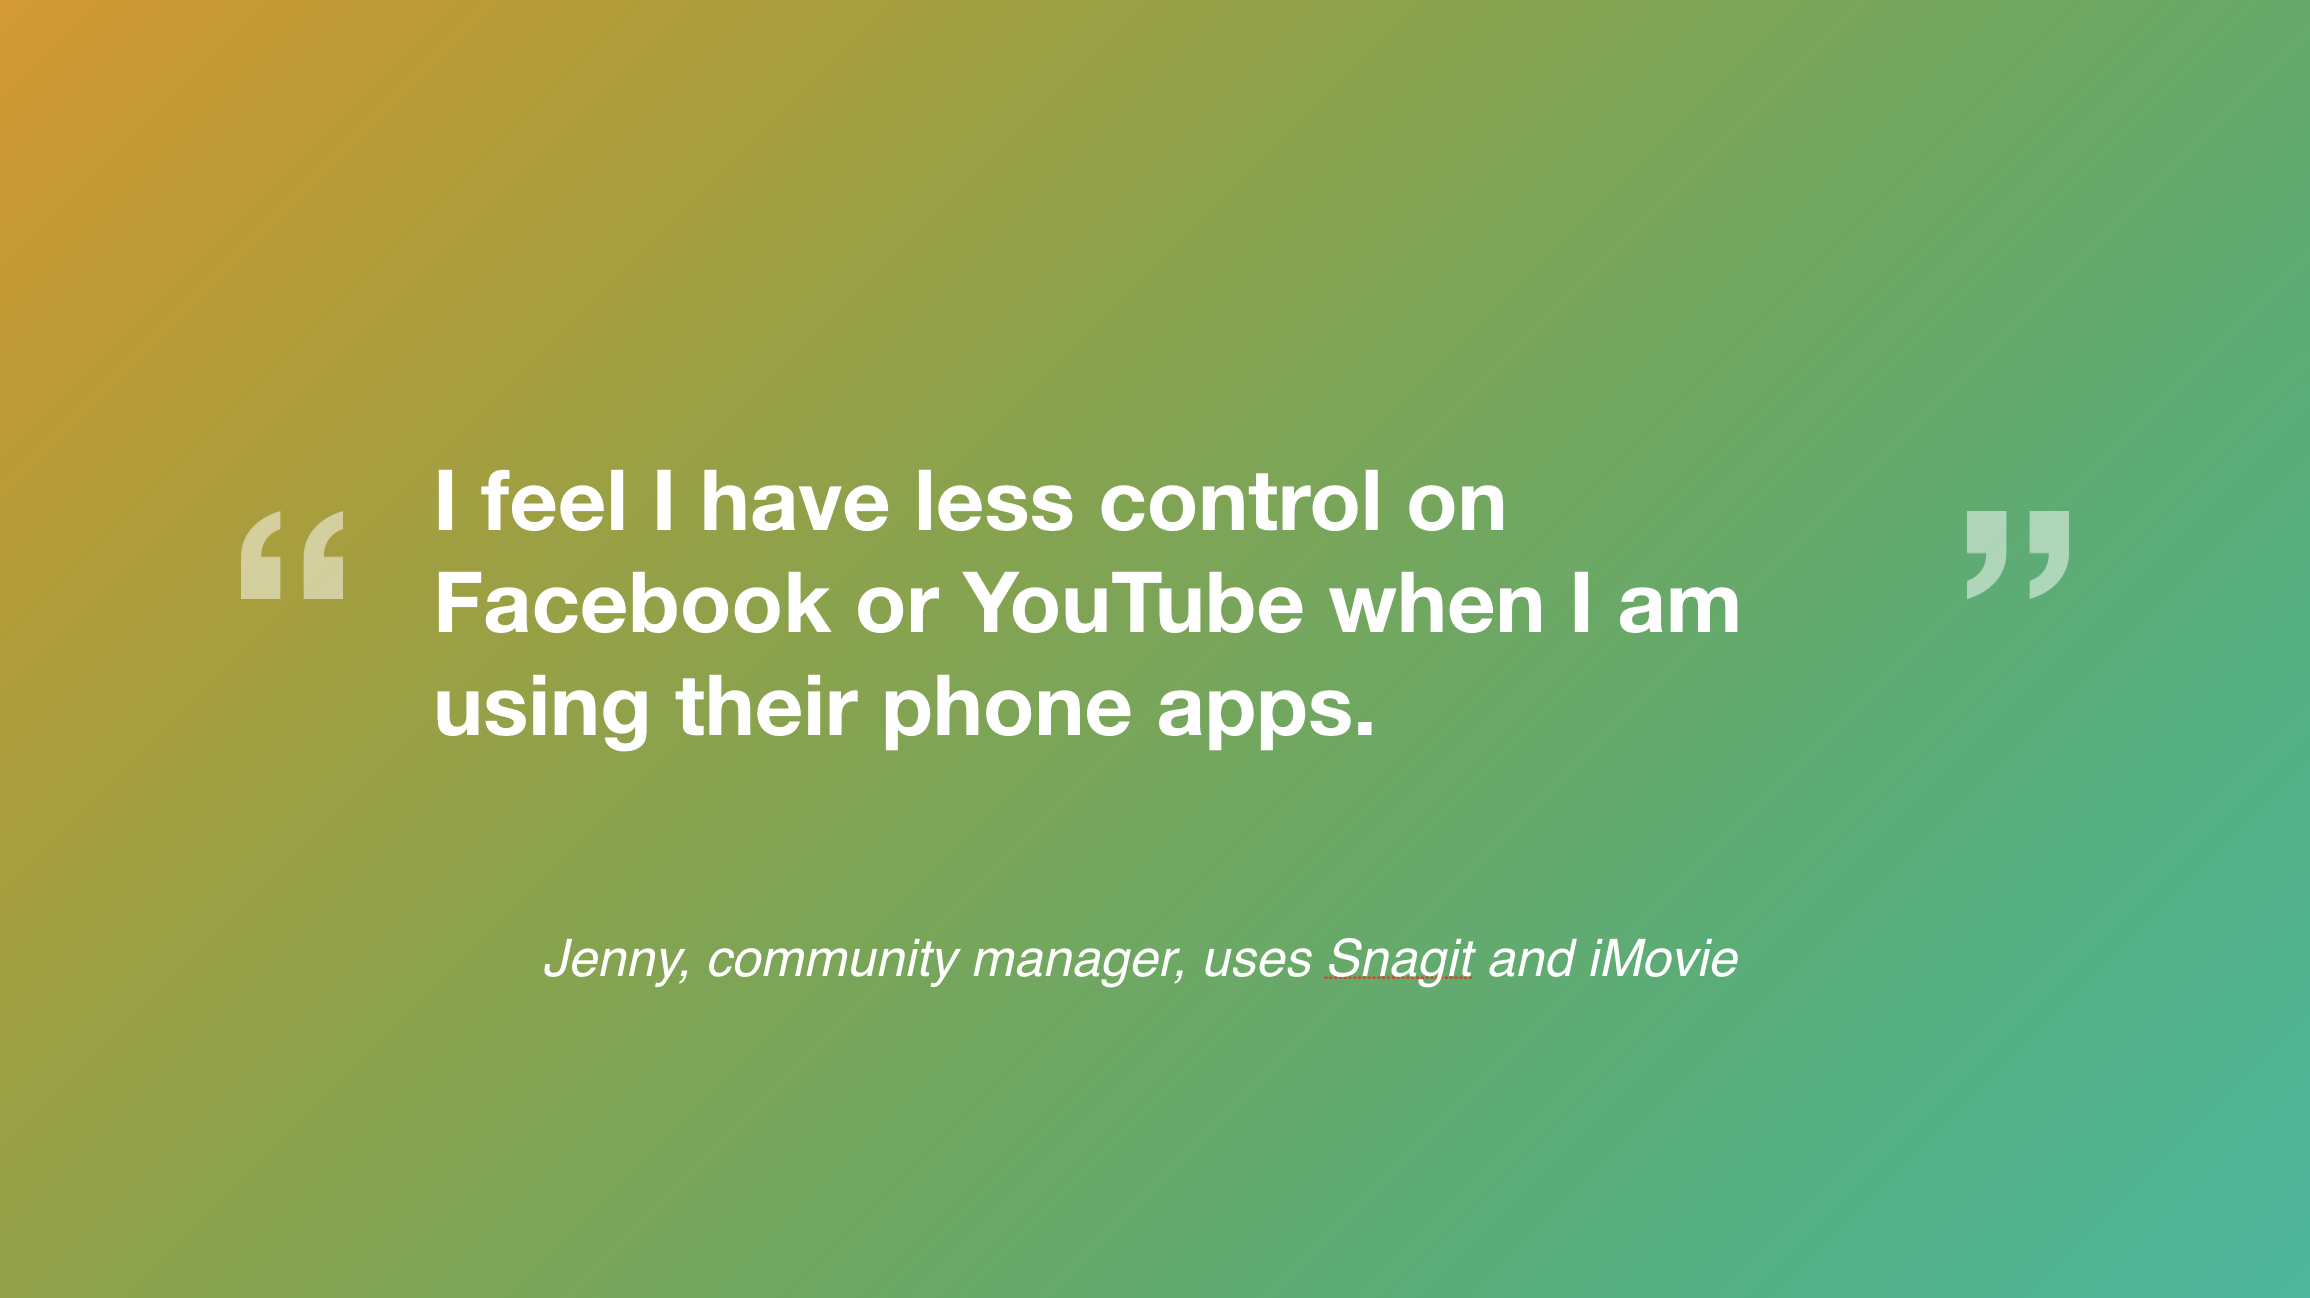 “
I feel I have less control on
Facebook or YouTube when I am
using their phone apps.
”
Jenny, community manager, uses Snagit and iMovie